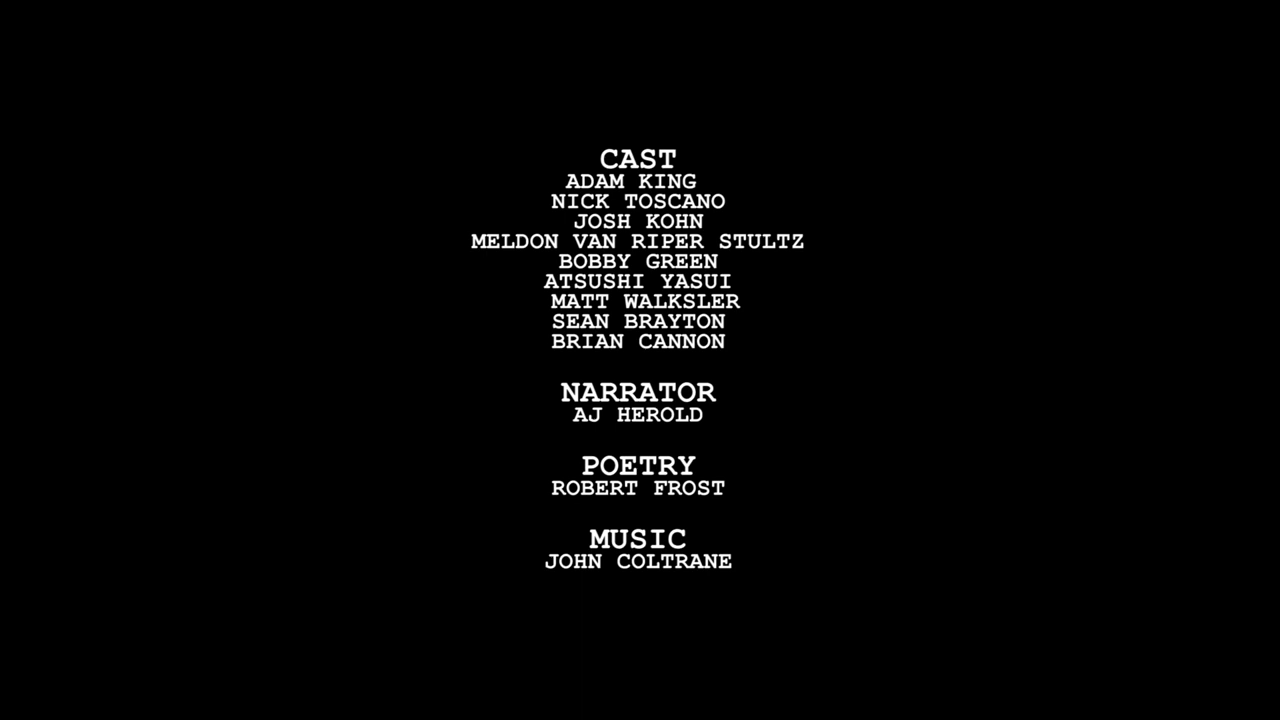 CAST
ADAM KING
NICK TOSCANO
JOSH KOHN
MELDON VAN RIPER STULTZ
BOBBY GREEN
ATSUSHI YASUI
MATT WALKSLER
SEAN BRAYTON
BRIAN CANNON
NARRATOR
AJ HEROLD
POETRY
ROBERT FROST
MUSIC
JOHN COLTRANE